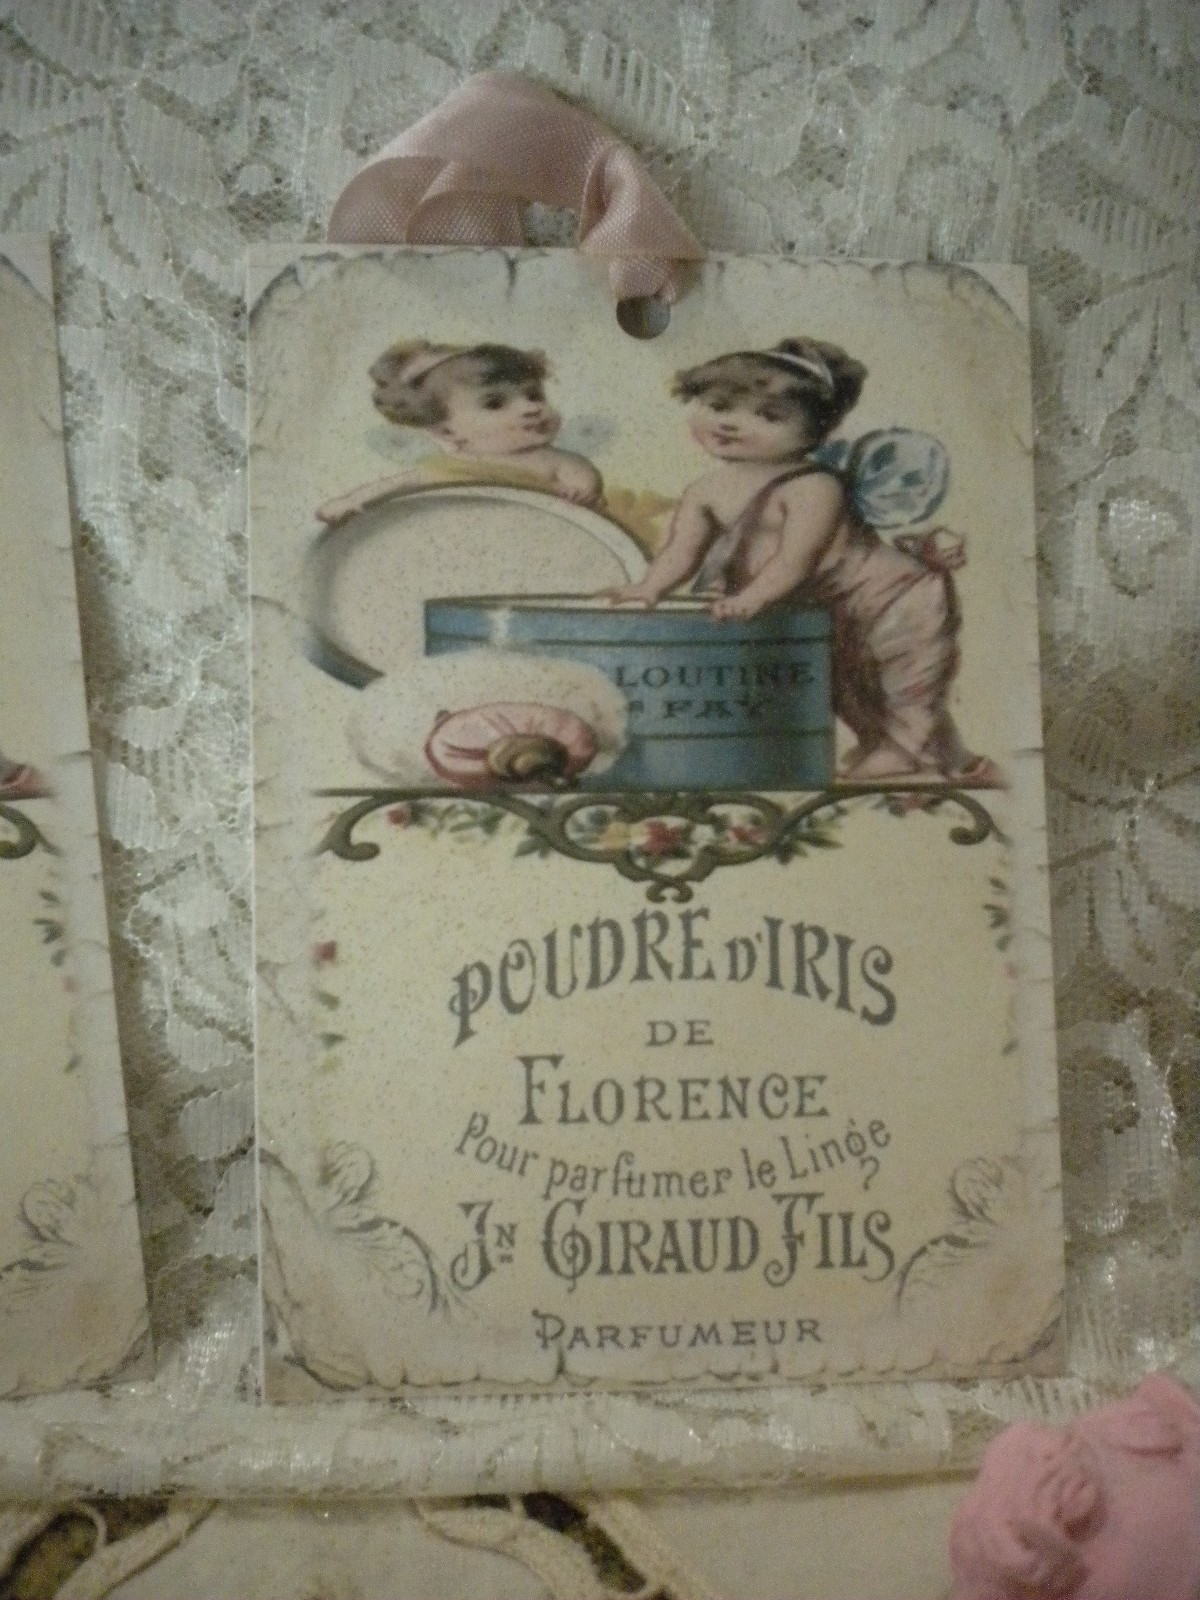 LOUTINE
s FAY
POUDRE D'IRIS
DE
FLORENCE
Pour parfumer le Linge
JN GIRAUD FILS
PARFUMEUR